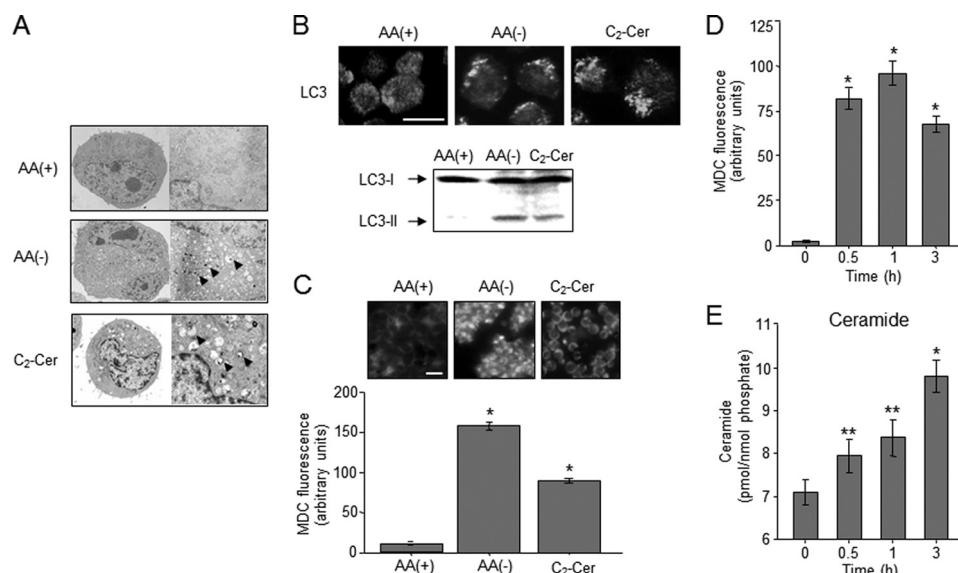 A
AA(+)
AA(-)
C₂-Cer
B
AA(+) AA(-) C₂-Cer
LC3
AA(+) AA(-) C₂-Cer
LC3-I
LC3-II
C
AA(+) AA(-) C₂-Cer
MDC fluorescence
(arbitrary units)
200
150
100
50
0
* *
AA(+) AA(-) C₂-Cer
D
MDC fluorescence
(arbitrary units)
125
100
75
50
25
0
* * *
0 0.5 1 3
Time (h)
E
Ceramide
Ceramide
(pmol/nmol phosphate)
11
10
9
8
7
6
** ** *
0 0.5 1 3
Time (h)